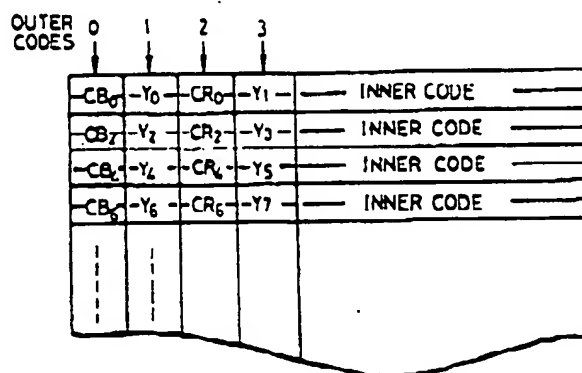 OUTER CODES 0 1 2 3
CB0 Y0 CR0 Y1 INNER CODE
CB2 Y2 CR2 Y3 INNER CODE
CB4 Y4 CR4 Y5 INNER CODE
CB6 Y6 CR6 Y7 INNER CODE